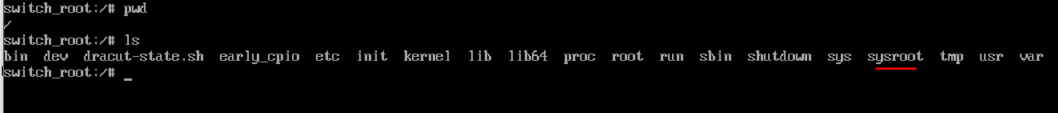 switch_root:/# pwd
/
switch_root:/# ls
bin dev dracut-state.sh early_cpio etc init kernel lib lib64 proc root run sbin shutdown sys sysroot tmp usr var
switch_root:/# _